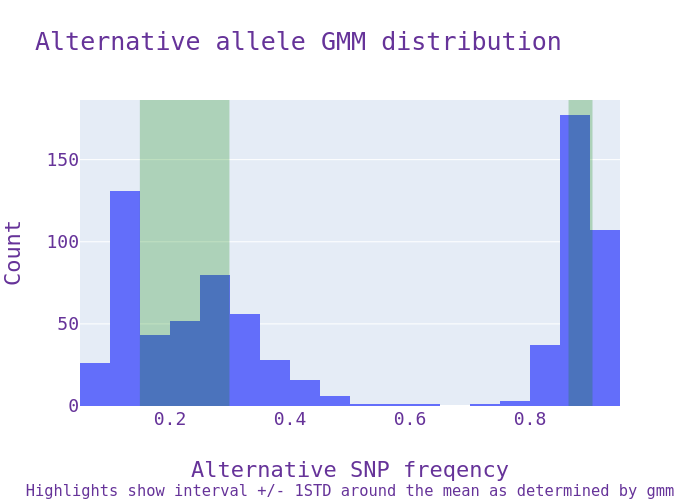 Alternative allele GMM distribution
150
100
50
0
0.2 0.4 0.6 0.8
Count
Alternative SNP freqency
Highlights show interval +/- 1STD around the mean as determined by gmm